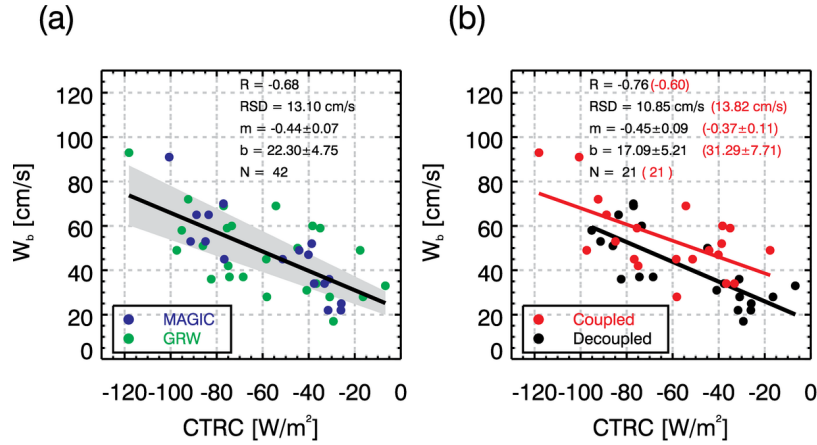 (a)
R = -0.68
RSD = 13.10 cm/s
m = -0.44±0.07
b = 22.30±4.75
N = 42
120
100
80
60
40
20
0
W_b [cm/s]
MAGIC
GRW
-120 -100 -80 -60 -40 -20 0
CTRC [W/m²]
(b)
R = -0.76 (-0.60)
RSD = 10.85 cm/s (13.82 cm/s)
m = -0.45±0.09 (-0.37±0.11)
b = 17.09±5.21 (31.29±7.71)
N = 21 ( 21 )
120
100
80
60
40
20
0
W_b [cm/s]
Coupled
Decoupled
-120 -100 -80 -60 -40 -20 0
CTRC [W/m²]